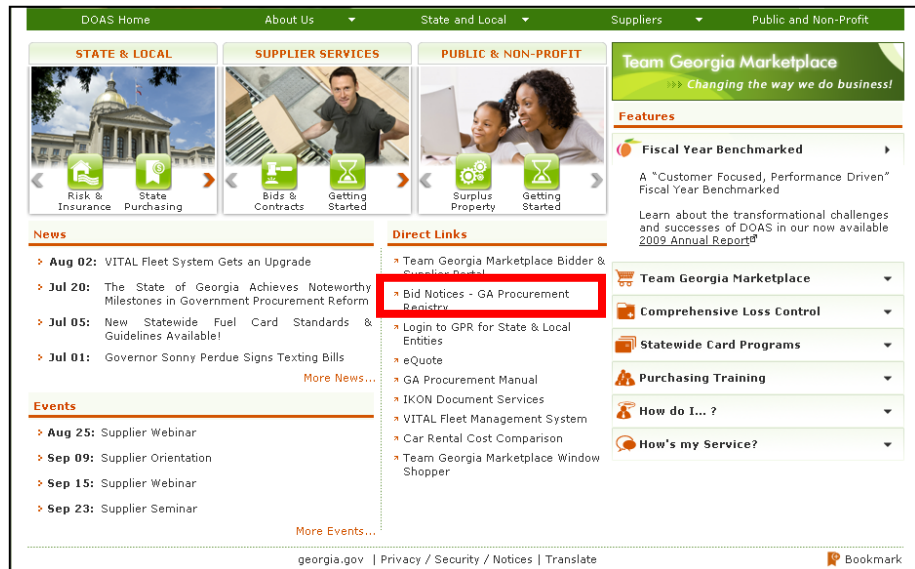 DOAS Home About Us State and Local Suppliers Public and Non-Profit
STATE & LOCAL
Risk & Insurance
State Purchasing
SUPPLIER SERVICES
Bids & Contracts
Getting Started
PUBLIC & NON-PROFIT
Surplus Property
Getting Started
Team Georgia Marketplace
Changing the way we do business!
News
Aug 02: VITAL Fleet System Gets an Upgrade
Jul 20: The State of Georgia Achieves Noteworthy
Milestones in Government Procurement Reform
Jul 05: New Statewide Fuel Card Standards &
Guidelines Available!
Jul 01: Governor Sonny Perdue Signs Texting Bills
More News...
Events
Aug 25: Supplier Webinar
Sep 09: Supplier Orientation
Sep 15: Supplier Webinar
Sep 23: Supplier Seminar
More Events...
Direct Links
Team Georgia Marketplace Bidder &
Supplier Portal
Bid Notices - GA Procurement
Registry
Login to GPR for State & Local
Entities
eQuote
GA Procurement Manual
IKON Document Services
VITAL Fleet Management System
Car Rental Cost Comparison
Team Georgia Marketplace Window
Shopper
Features
Fiscal Year Benchmarked
A "Customer Focused, Performance Driven"
Fiscal Year Benchmarked
Learn about the transformational challenges
and successes of DOAS in our now available
2009 Annual Report
Team Georgia Marketplace
Comprehensive Loss Control
Statewide Card Programs
Purchasing Training
How do I... ?
How's my Service?
georgia.gov | Privacy / Security / Notices | Translate
Bookmark